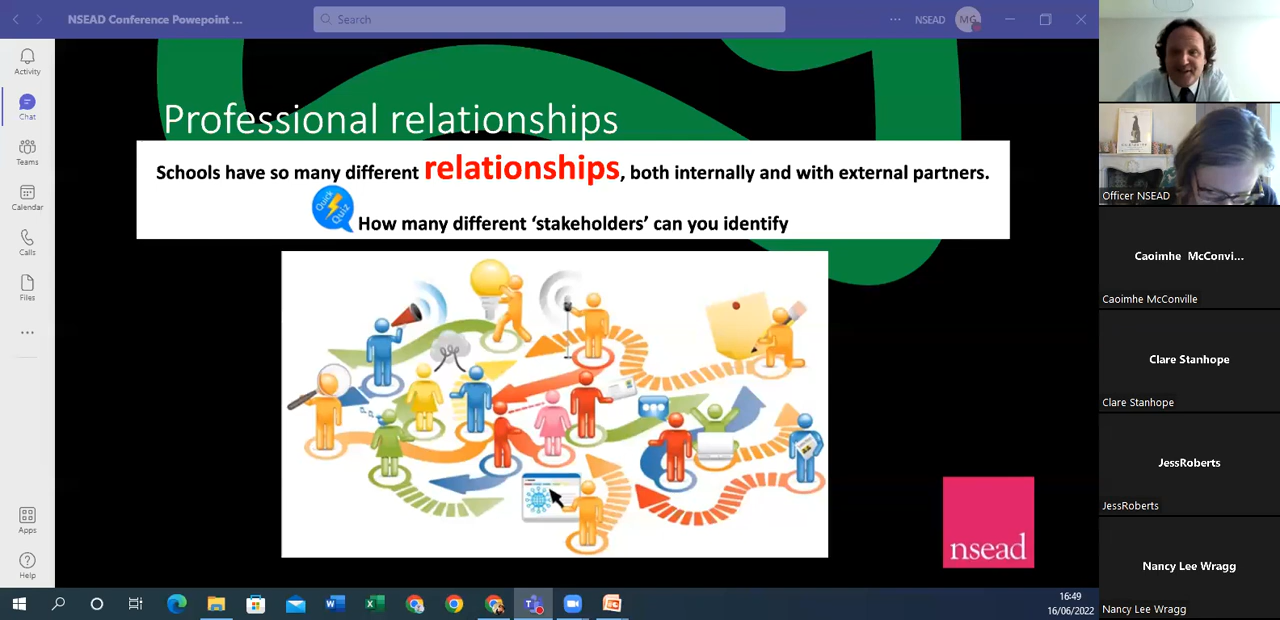 NSEAD Conference Powepoint ...
Search
NSEAD
MG
Activity
Chat
Teams
Calendar
Calls
Files
Apps
Help
Professional relationships
Schools have so many different relationships, both internally and with external partners.
Quick
Quiz
How many different ‘stakeholders’ can you identify
nsead
Officer NSEAD
Caoimhe McConvi...
Caoimhe McConville
Clare Stanhope
Clare Stanhope
JessRoberts
JessRoberts
Nancy Lee Wragg
Nancy Lee Wragg
16:49
16/06/2022